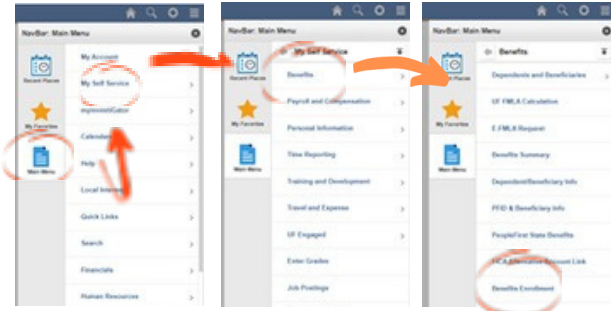 NavBar: Main Menu
Recent Places
My Favorites
Main Menu
My Account
My Self Service
myinvestiGator
Calendar
Help
Local
Quick Links
Search
Financials
Human Resources
NavBar: Main Menu
Recent Places
My Favorites
Main Menu
My Self Service
Benefits
Payroll and Compensation
Personal Information
Time Reporting
Training and Development
Travel and Expense
UF Engaged
Enter Grades
Job Postings
NavBar: Main Menu
Places
My Favorites
Main Menu
Benefits
Dependents and Beneficiaries
UF FMLA Calculation
E.FMLA Request
Benefits Summary
Dependent/Beneficiary Info
PFID & Beneficiary Info
PeopleFirst State Benefits
FICA Alternative Account Link
Benefits Enrollment